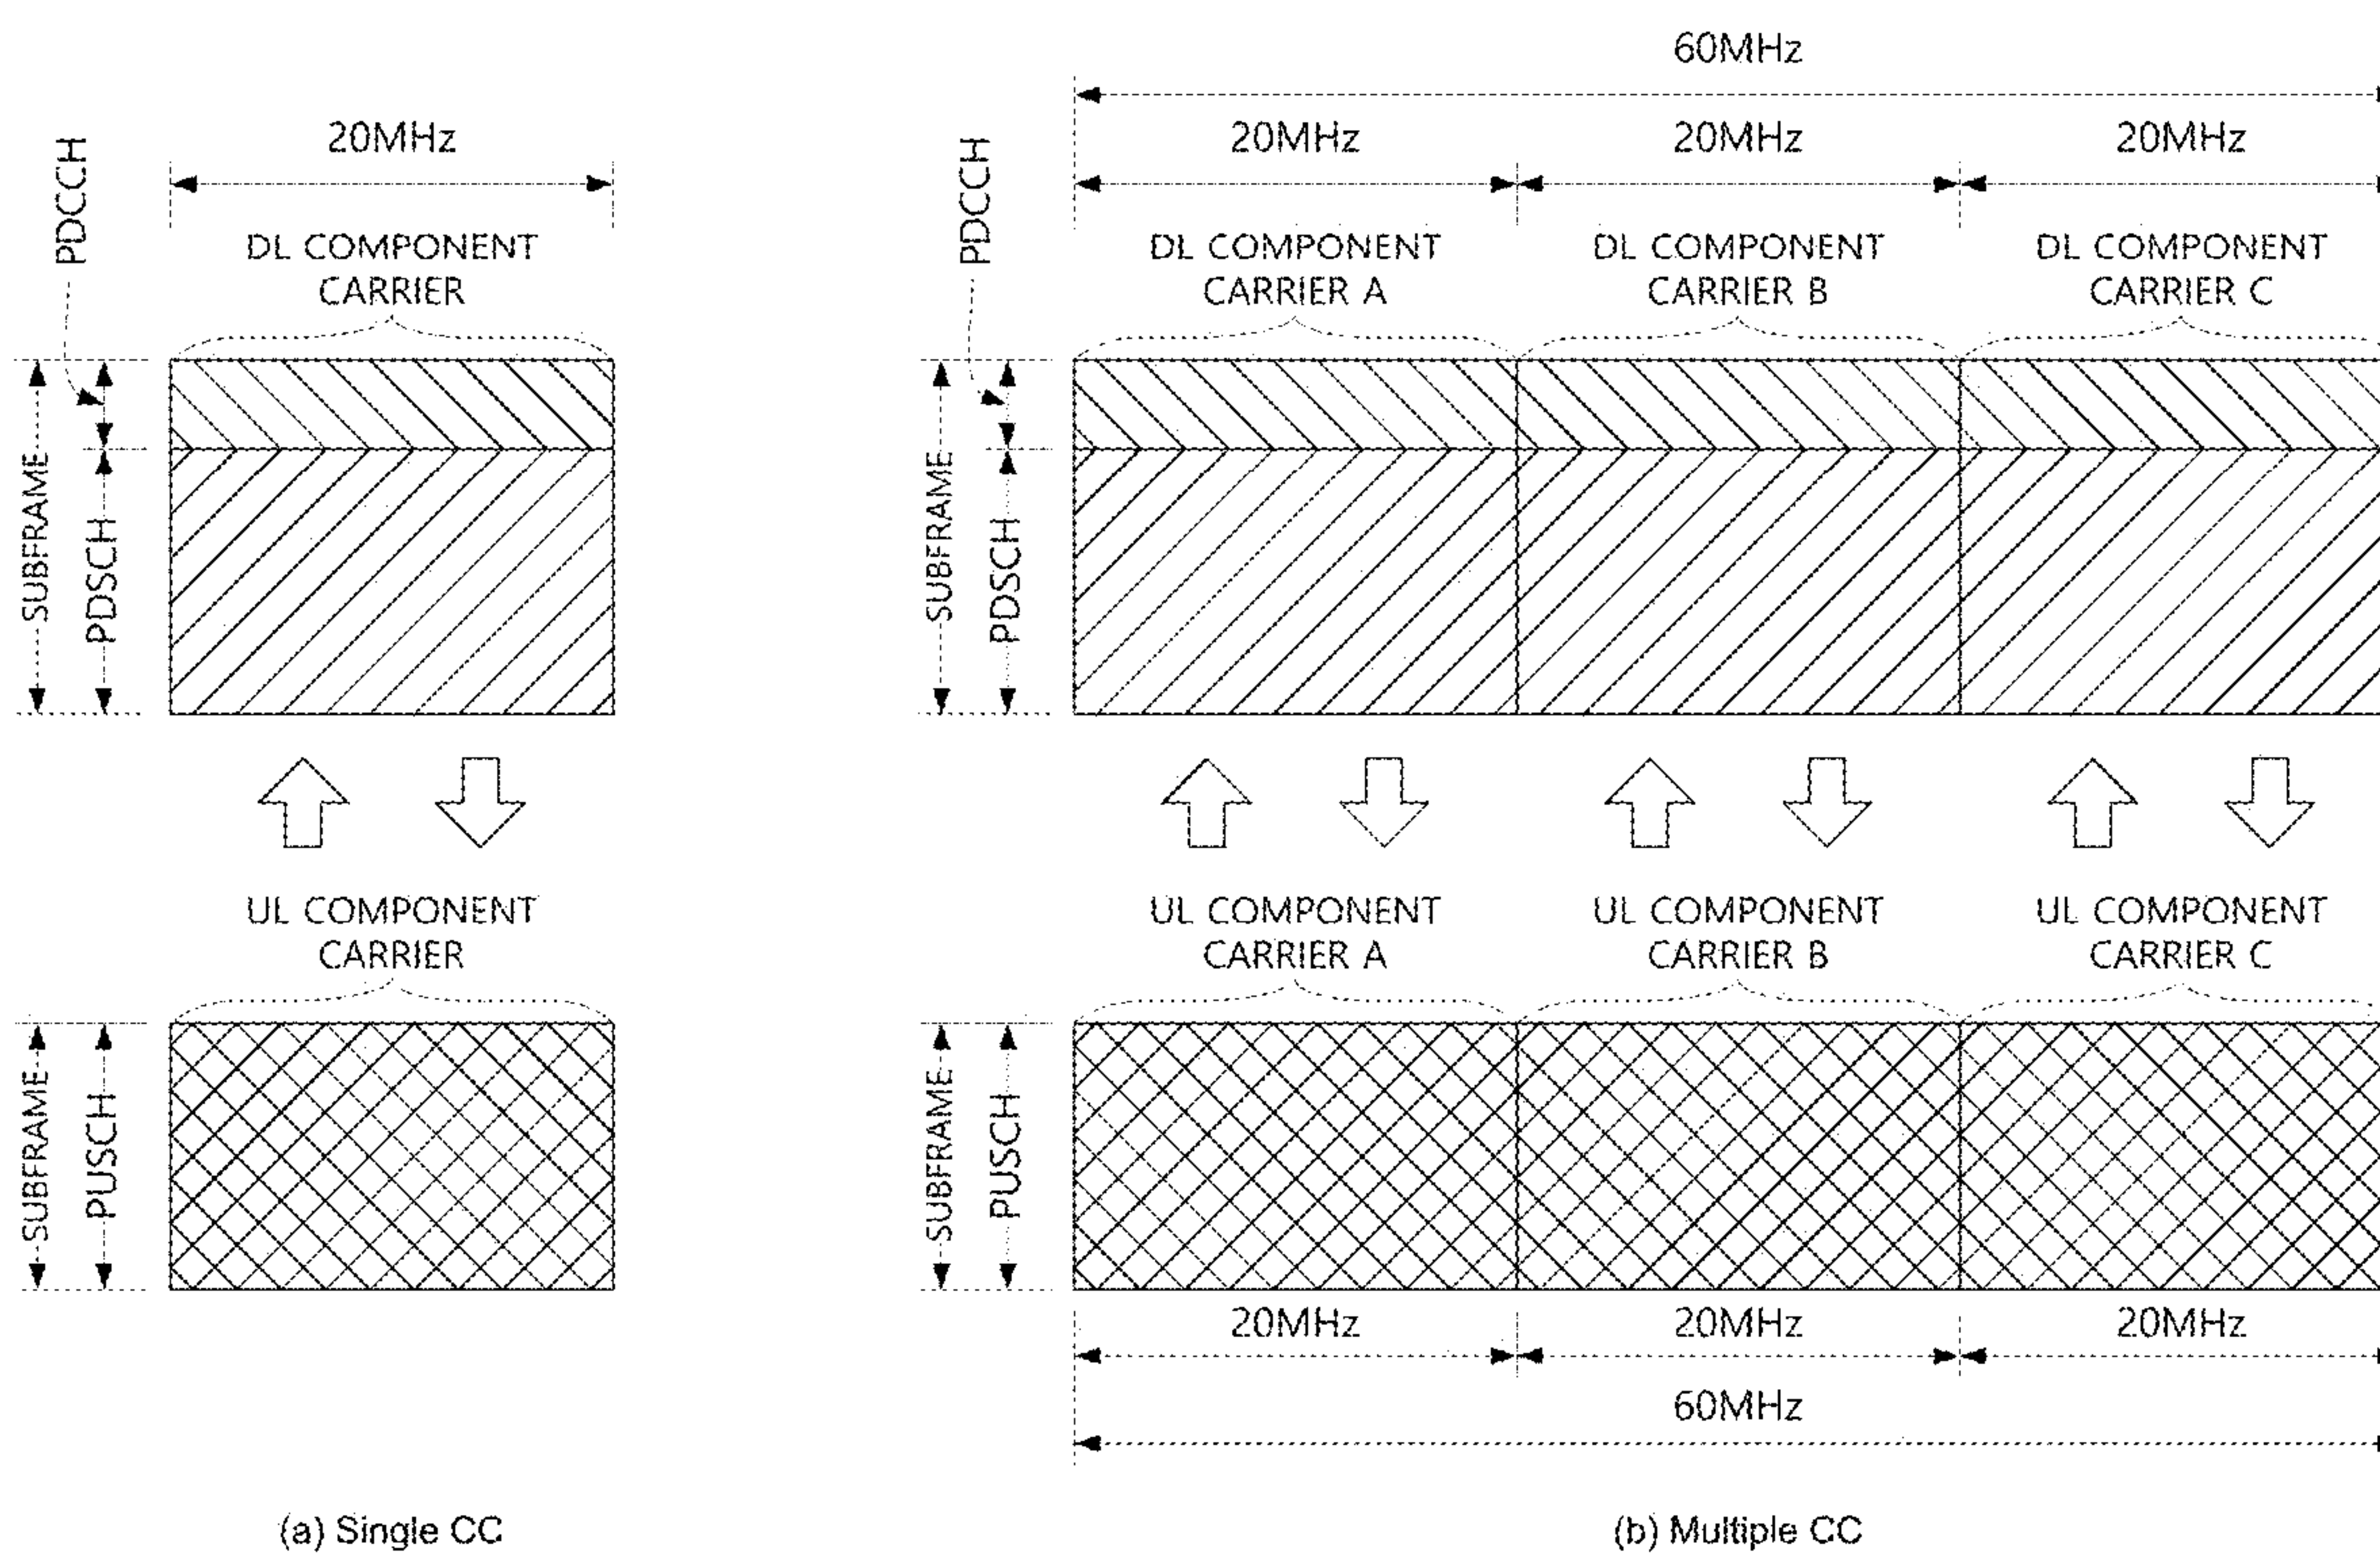 20MHz
PDCCH
DL COMPONENT
CARRIER
SUBFRAME
PDSCH
UL COMPONENT
CARRIER
SUBFRAME
PUSCH
(a) Single CC
60MHz
20MHz
20MHz
20MHz
PDCCH
DL COMPONENT
CARRIER A
DL COMPONENT
CARRIER B
DL COMPONENT
CARRIER C
SUBFRAME
PDSCH
UL COMPONENT
CARRIER A
UL COMPONENT
CARRIER B
UL COMPONENT
CARRIER C
SUBFRAME
PUSCH
20MHz
20MHz
20MHz
60MHz
(b) Multiple CC